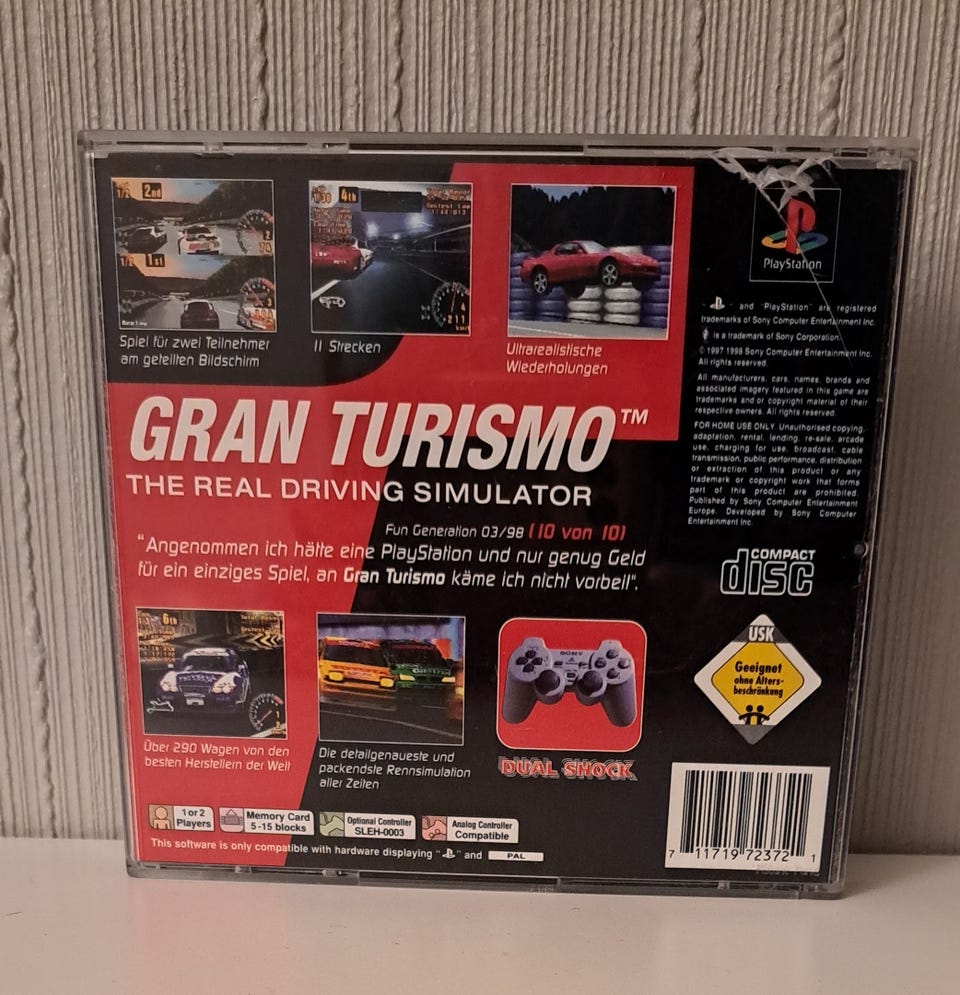 1/2 2nd
1/2 1st
4th
Spiel für zwei Teilnehmer
am geteilten Bildschirm
11 Strecken
Ultrarealistische
Wiederholungen
PlayStation
and "PlayStation" are registered
trademarks of Sony Computer Entertainment Inc.
is a trademark of Sony Corporation.
© 1997 1998 Sony Computer Entertainment Inc.
All rights reserved.
All manufacturers, cars, names, brands and
associated imagery featured in this game are
trademarks and/or copyright material of their
respective owners. All rights reserved.
FOR HOME USE ONLY. Unauthorised copying,
adaptation, rental, lending, re-sale, arcade
use, charging for use, broadcast, cable
transmission, public performance, distribution
or extraction of this product or any
trademark or copyright work that forms
part of this product are prohibited.
Published by Sony Computer Entertainment
Europe. Developed by Sony Computer
Entertainment Inc.
GRAN TURISMO™
THE REAL DRIVING SIMULATOR
Fun Generation 03/98 (10 von 10)
"Angenommen ich hätte eine PlayStation und nur genug Geld
für ein einziges Spiel, an Gran Turismo käme ich nicht vorbei!".
COMPACT
disc
USK
Geeignet
ohne Alters-
beschränkung
6th
SONY
Über 290 Wagen von den
besten Herstellern der Welt
Die detailgenaueste und
packendste Rennsimulation
aller Zeiten
DUAL SHOCK
1 or 2
Players
Memory Card
5 -15 blocks
Optional Controller
SLEH-0003
Analog Controller
Compatible
This software is only compatible with hardware displaying " " and PAL
7 11719 72372 1